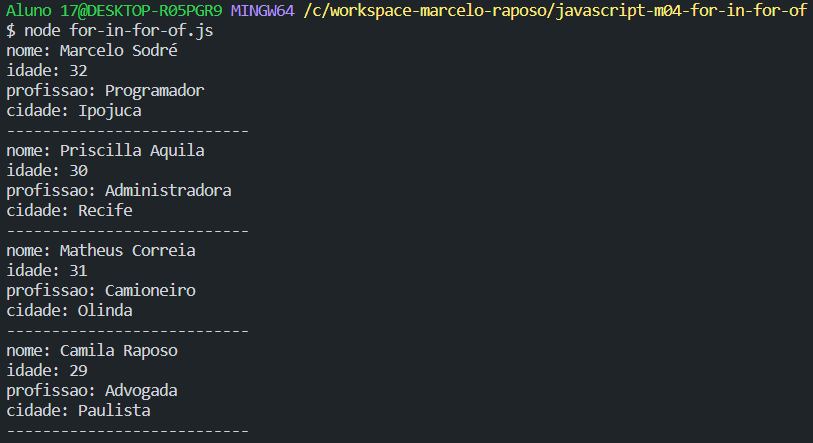 Aluno 17@DESKTOP-R05PGR9 MINGW64 /c/workspace-marcelo-raposo/javascript-m04-for-in-for-of
$ node for-in-for-of.js
nome: Marcelo Sodré
idade: 32
profissao: Programador
cidade: Ipojuca
---------------------------
nome: Priscilla Aquila
idade: 30
profissao: Administradora
cidade: Recife
---------------------------
nome: Matheus Correia
idade: 31
profissao: Camioneiro
cidade: Olinda
---------------------------
nome: Camila Raposo
idade: 29
profissao: Advogada
cidade: Paulista
---------------------------